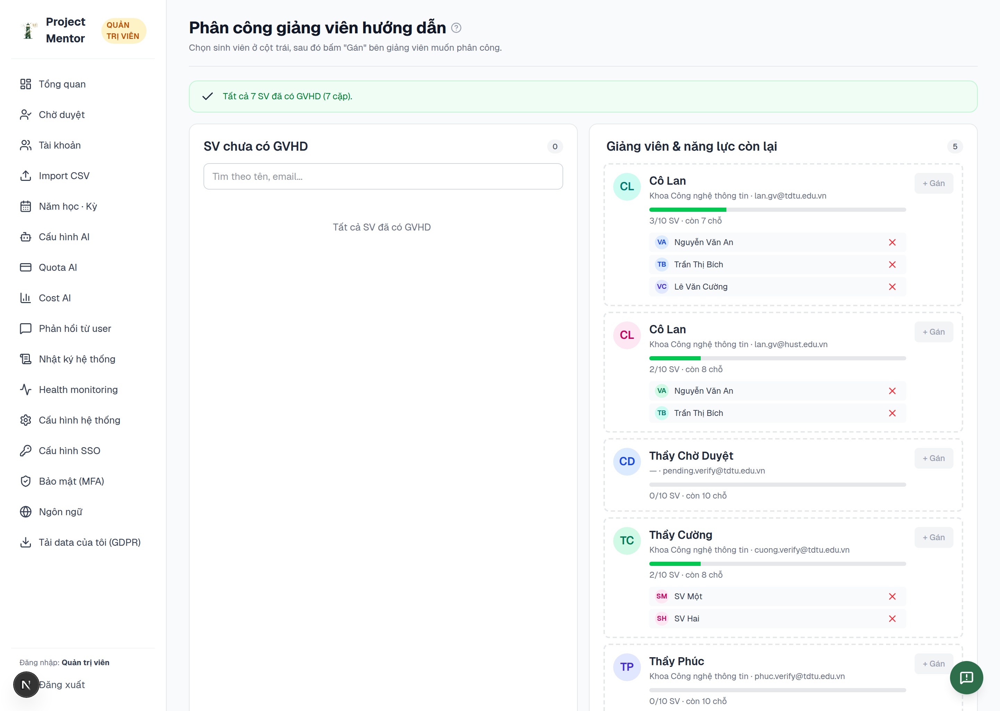 Project
Mentor
QUẢN
TRỊ VIÊN
Tổng quan
Chờ duyệt
Tài khoản
Import CSV
Năm học · Kỳ
Cấu hình AI
Quota AI
Cost AI
Phản hồi từ user
Nhật ký hệ thống
Health monitoring
Cấu hình hệ thống
Cấu hình SSO
Bảo mật (MFA)
Ngôn ngữ
Tải data của tôi (GDPR)
Đăng nhập: Quản trị viên
N
Đăng xuất
Phân công giảng viên hướng dẫn
Chọn sinh viên ở cột trái, sau đó bấm "Gán" bên giảng viên muốn phân công.
Tất cả 7 SV đã có GVHD (7 cặp).
SV chưa có GVHD
0
Tìm theo tên, email...
Tất cả SV đã có GVHD
Giảng viên & năng lực còn lại
5
CL
Cô Lan
+ Gán
Khoa Công nghệ thông tin · lan.gv@tdtu.edu.vn
3/10 SV · còn 7 chỗ
VA Nguyễn Văn An
TB Trần Thị Bích
VC Lê Văn Cường
CL
Cô Lan
+ Gán
Khoa Công nghệ thông tin · lan.gv@hust.edu.vn
2/10 SV · còn 8 chỗ
VA Nguyễn Văn An
TB Trần Thị Bích
CD
Thầy Chờ Duyệt
+ Gán
— · pending.verify@tdtu.edu.vn
0/10 SV · còn 10 chỗ
TC
Thầy Cường
+ Gán
Khoa Công nghệ thông tin · cuong.verify@tdtu.edu.vn
2/10 SV · còn 8 chỗ
SM SV Một
SH SV Hai
TP
Thầy Phúc
+ Gán
Khoa Công nghệ thông tin · phuc.verify@tdtu.edu.vn
0/10 SV · còn 10 chỗ